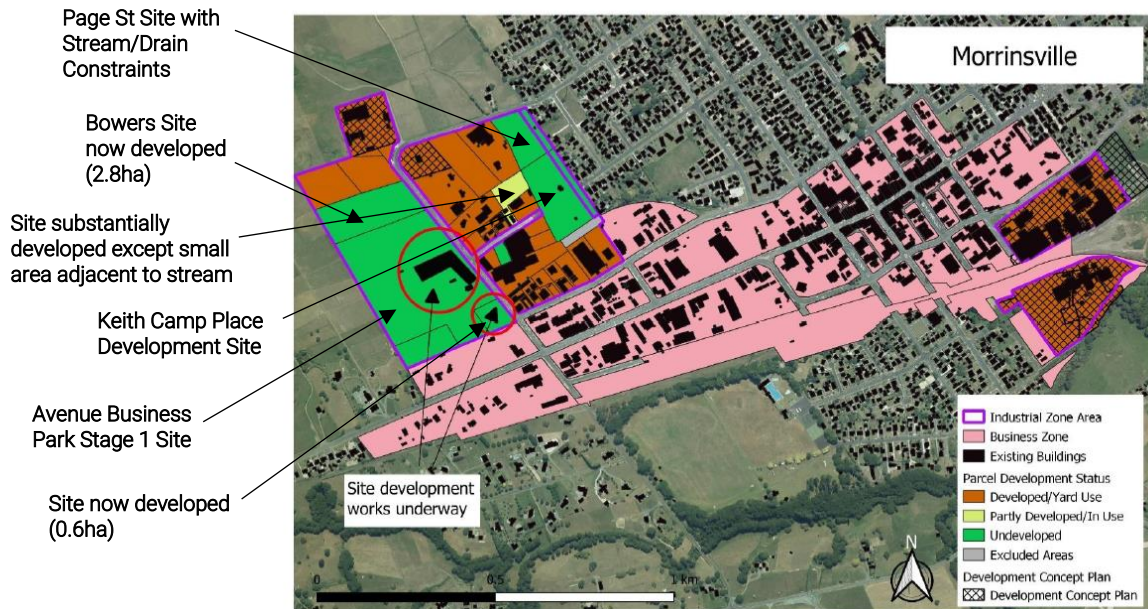 Page St Site with
Stream/Drain
Constraints
Bowers Site
now developed
(2.8ha)
Site substantially
developed except small
area adjacent to stream
Keith Camp Place
Development Site
Avenue Business
Park Stage 1 Site
Site now developed
(0.6ha)
Morrinsville
Site development
works underway
Industrial Zone Area
Business Zone
Existing Buildings
Parcel Development Status
Developed/Yard Use
Partly Developed/In Use
Undeveloped
Excluded Areas
Development Concept Plan
Development Concept Plan
N
0 0.5 1 km